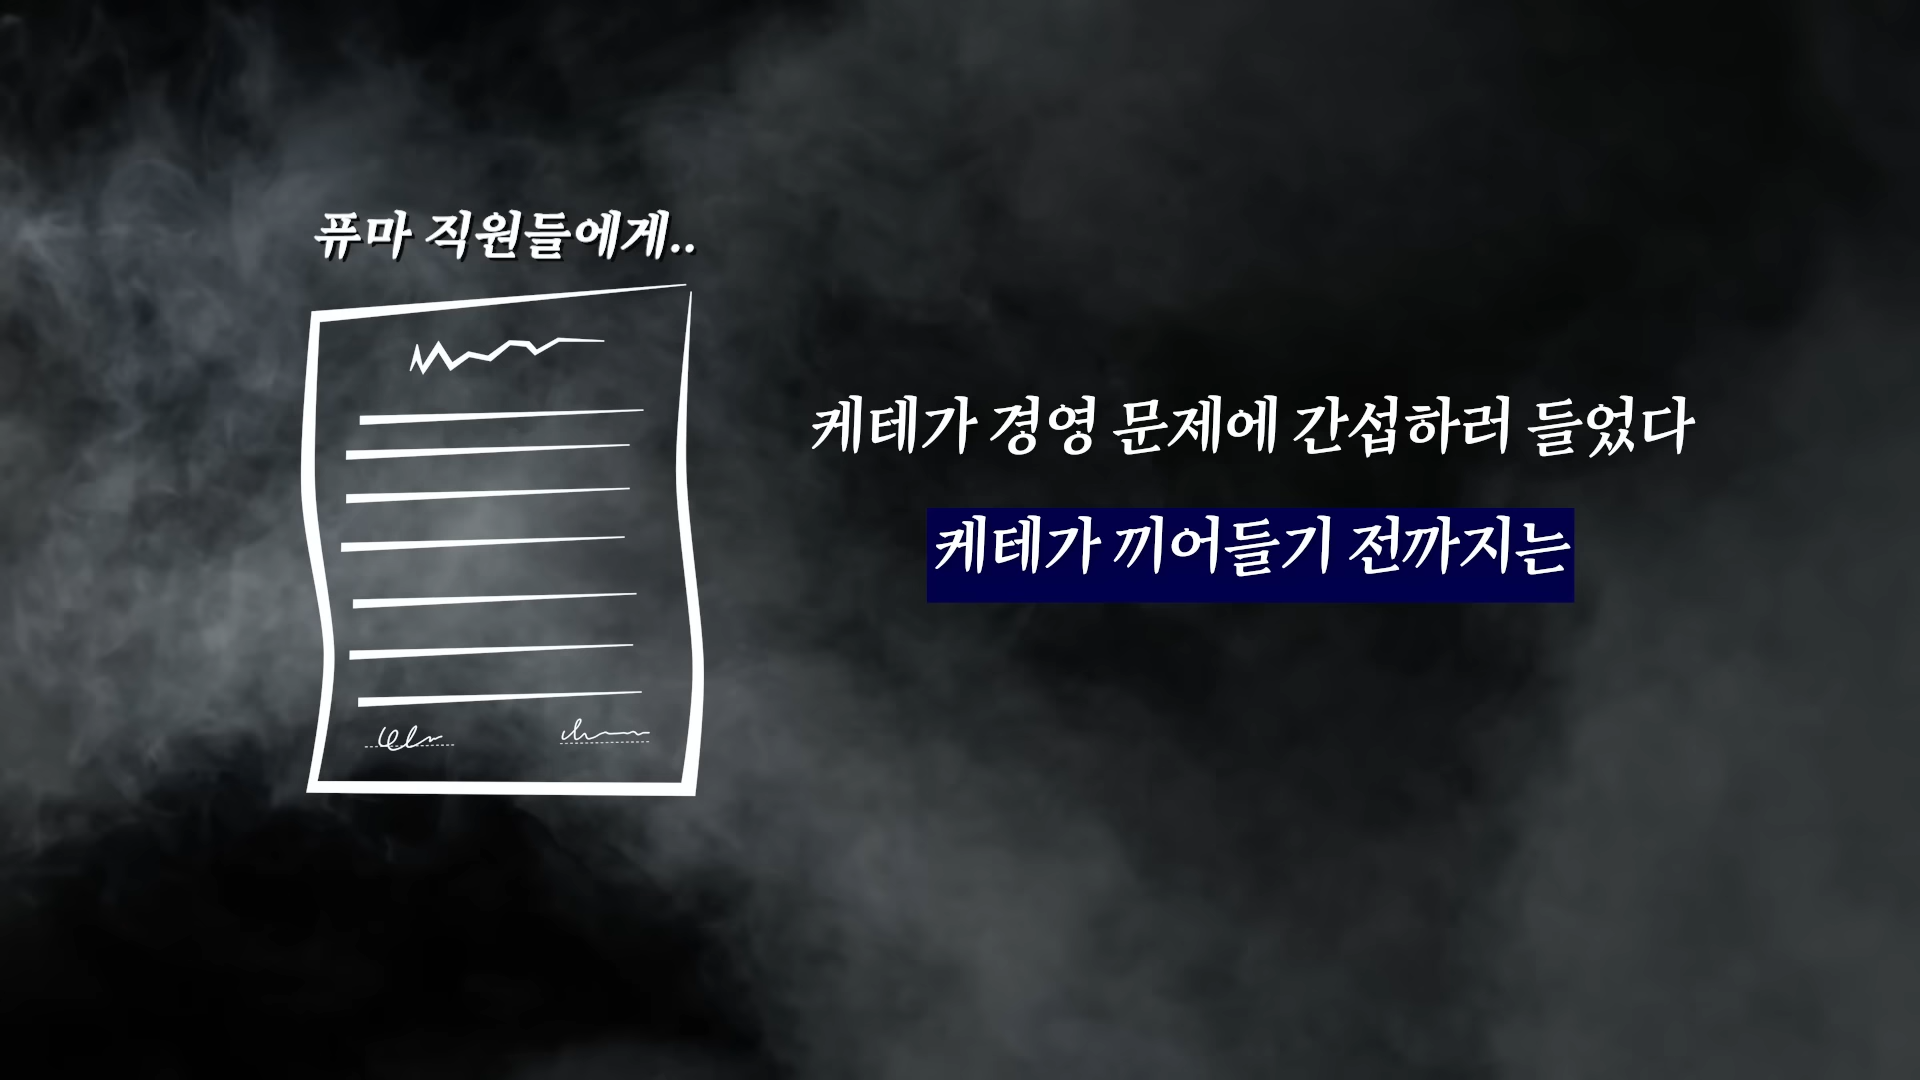 퓨마 직원들에게..
케테가 경영 문제에 간섭하러 들었다
케테가 끼어들기 전까지는